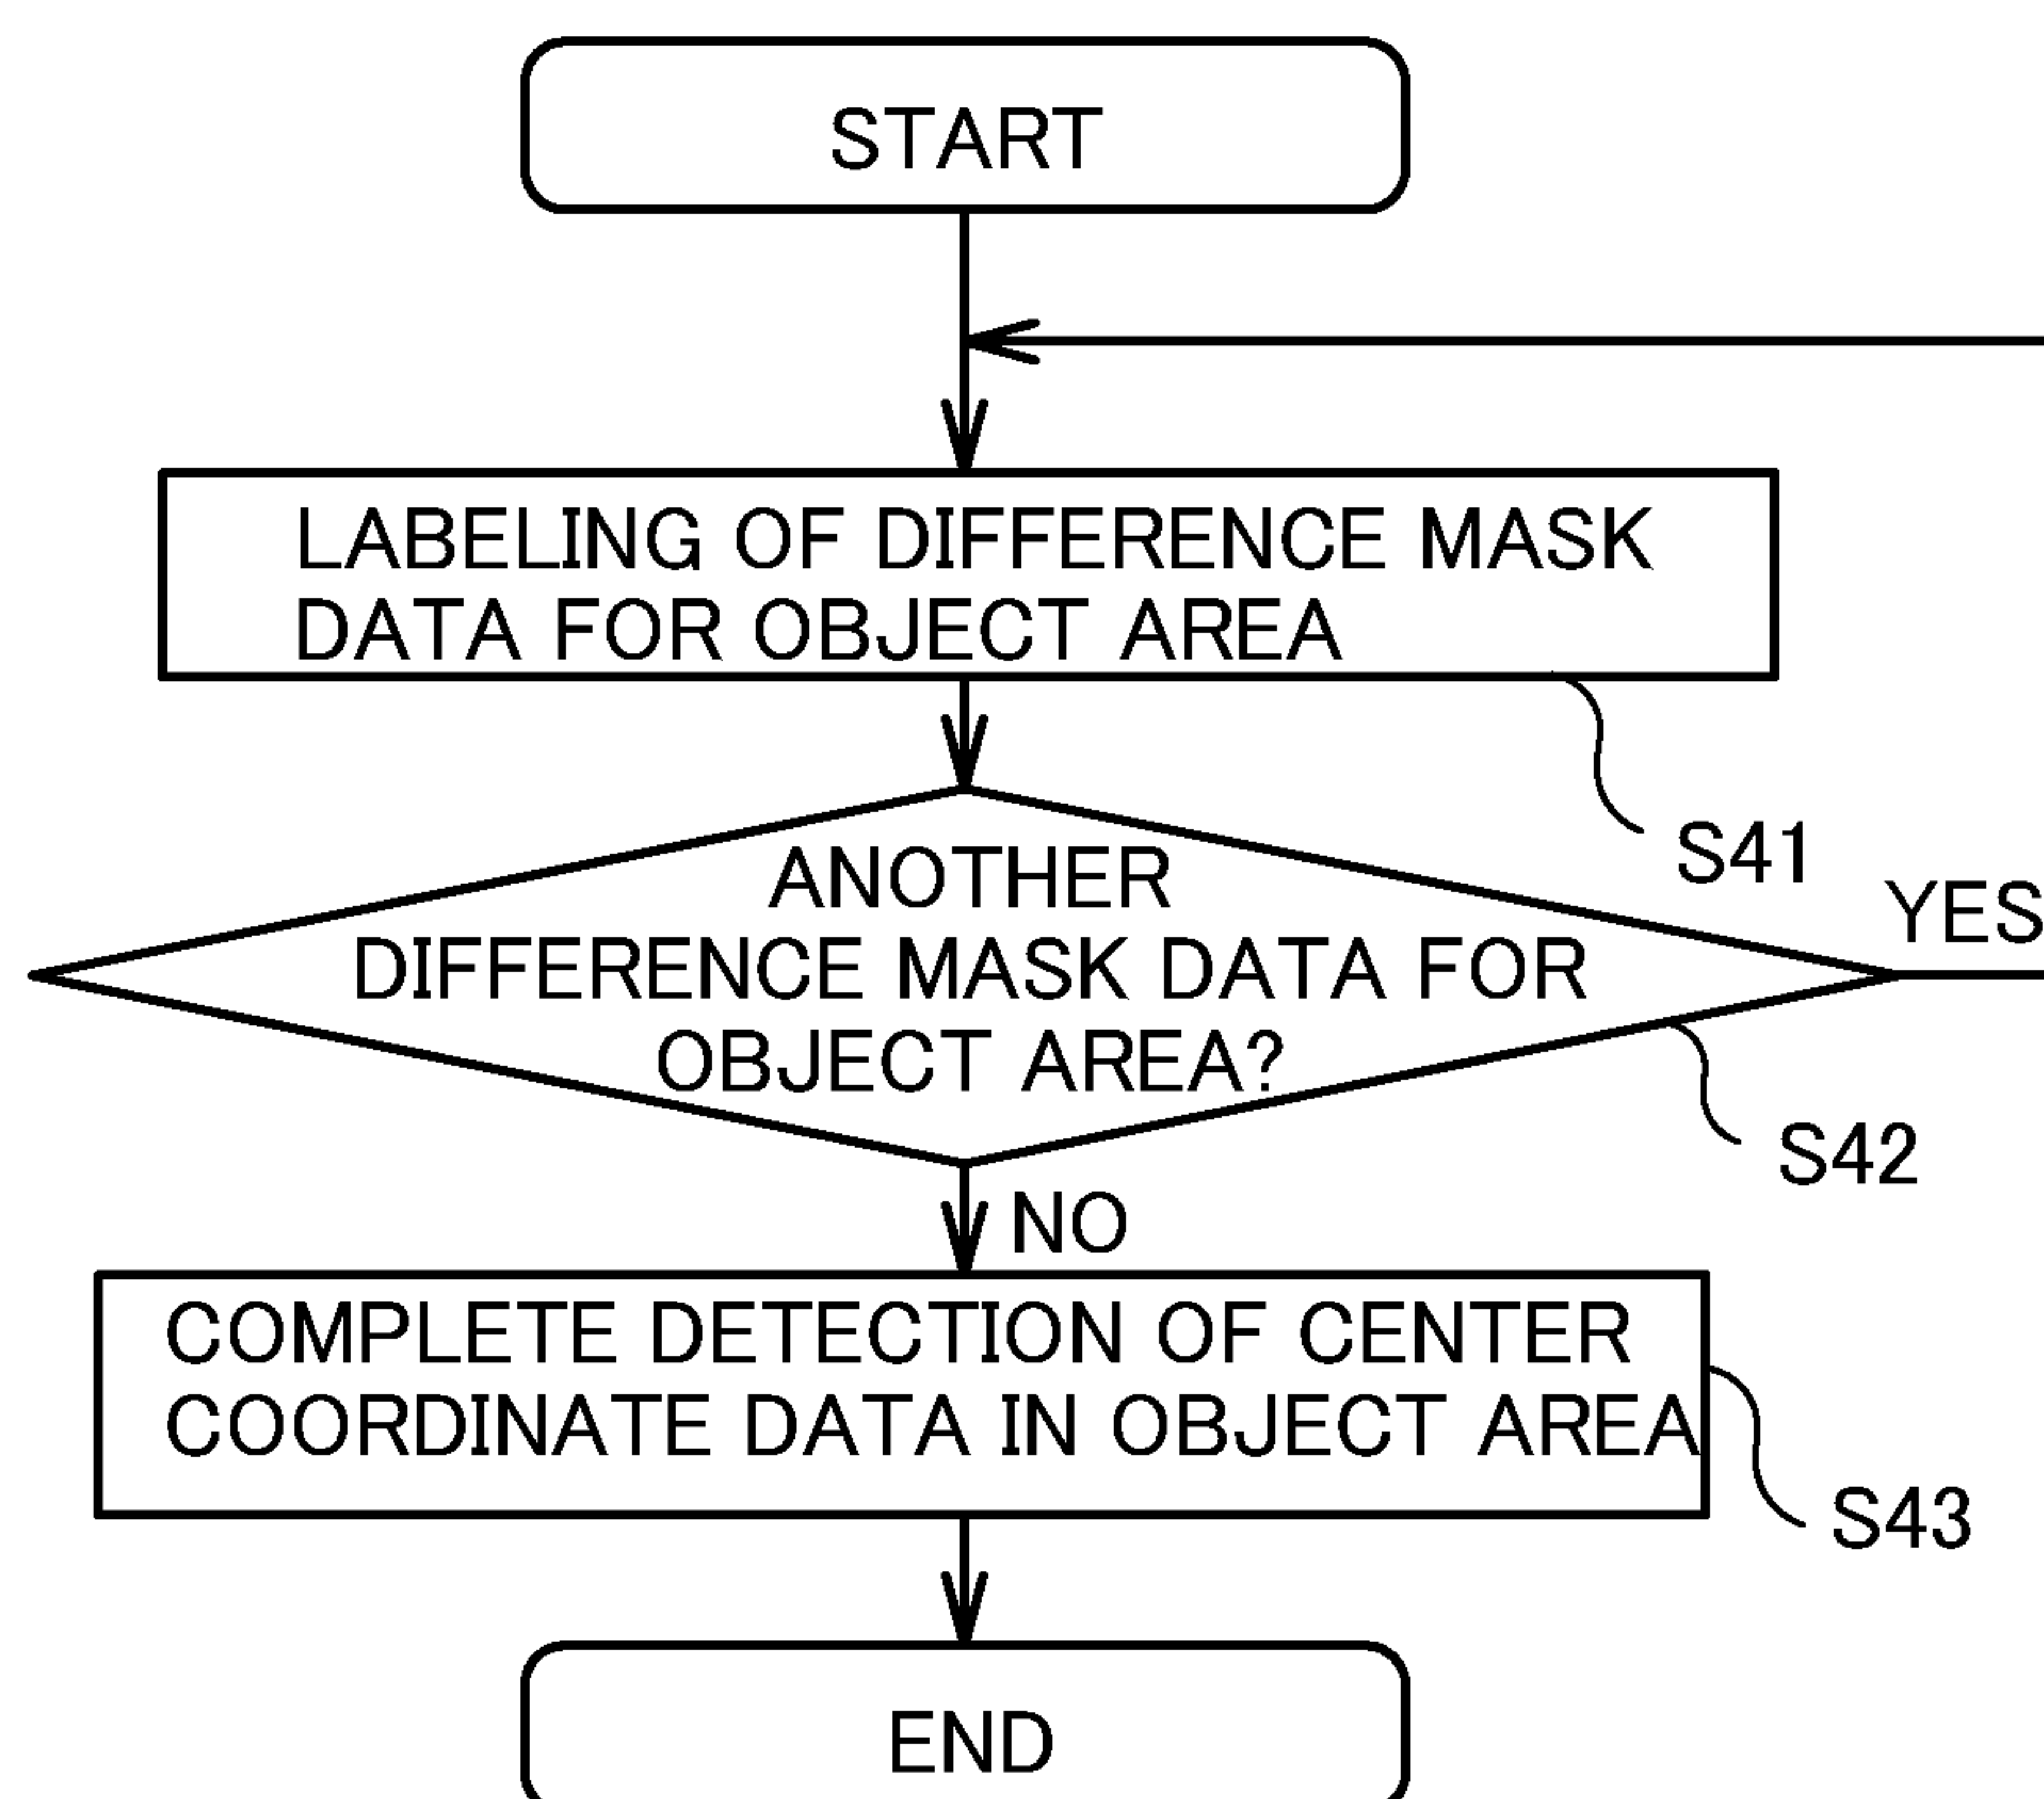 START
LABELING OF DIFFERENCE MASK
DATA FOR OBJECT AREA
S41
ANOTHER
DIFFERENCE MASK DATA FOR
OBJECT AREA?
YES
S42
NO
COMPLETE DETECTION OF CENTER
COORDINATE DATA IN OBJECT AREA
S43
END